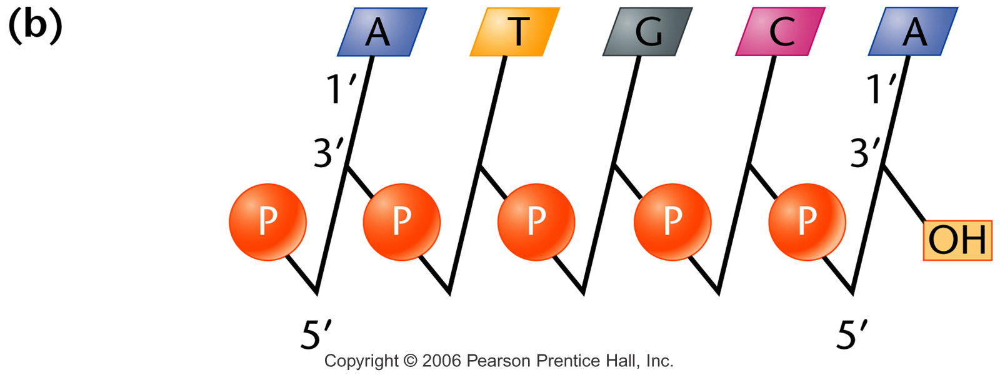 (b)
A T G C A
1′ 1′
3′ 3′
P P P P P
OH
5′ 5′
Copyright © 2006 Pearson Prentice Hall, Inc.